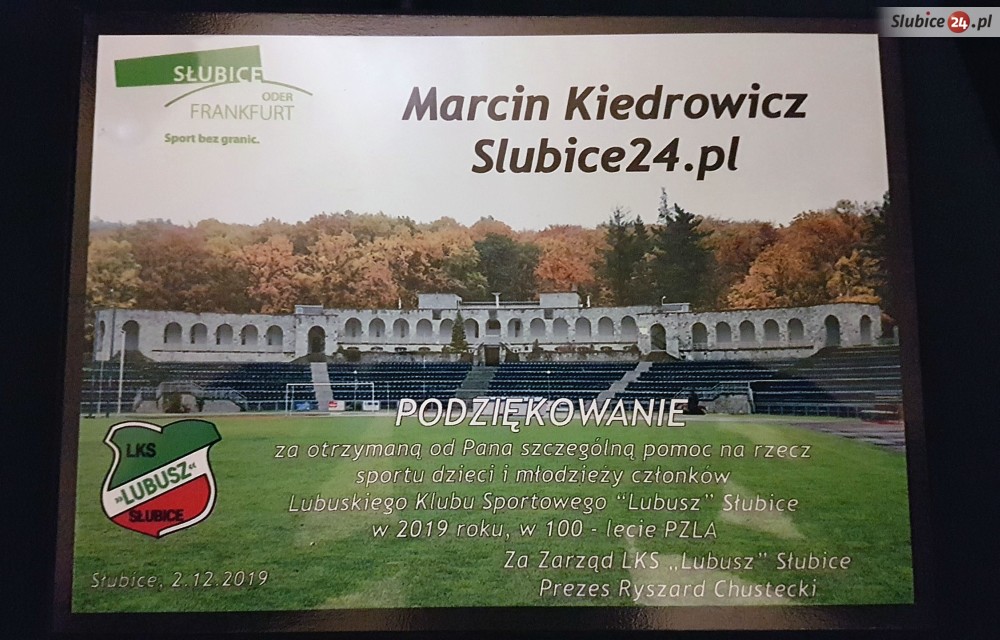 Slubice24.pl
SŁUBICE
ODER
FRANKFURT
Sport bez granic.
Marcin Kiedrowicz
Slubice24.pl
PODZIĘKOWANIE
za otrzymaną od Pana szczególną pomoc na rzecz
sportu dzieci i młodzieży członków
Lubuskiego Klubu Sportowego “Lubusz” Słubice
w 2019 roku, w 100 - lecie PZLA
LKS
»LUBUSZ«
SŁUBICE
Za Zarząd LKS „Lubusz” Słubice
Prezes Ryszard Chustecki
Słubice, 2.12.2019